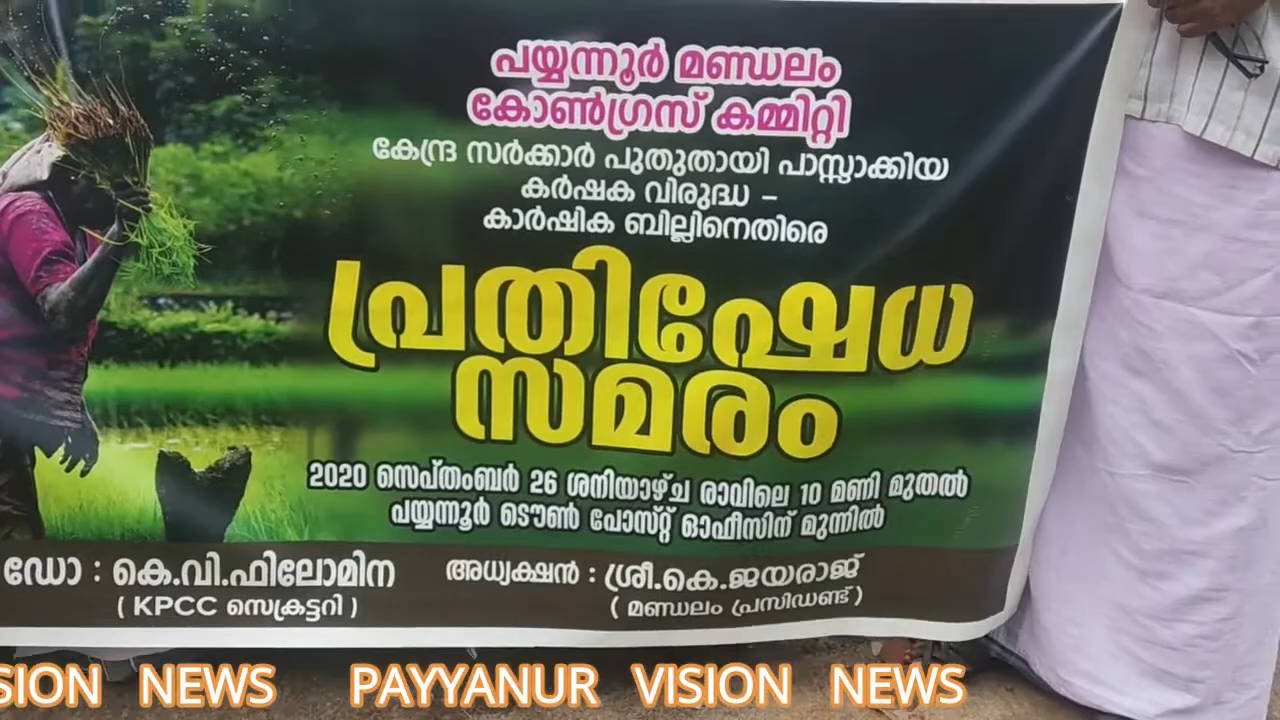 പയ്യന്നൂർ മണ്ഡലം
കോൺഗ്രസ് കമ്മിറ്റി
കേന്ദ്ര സർക്കാർ പുതുതായി പാസ്സാക്കിയ
കർഷക വിരുദ്ധ –
കാർഷിക ബില്ലിനെതിരെ
പ്രതിഷേധ
സമരം
2020 സെപ്തംബർ 26 ശനിയാഴ്ച രാവിലെ 10 മണി മുതൽ
പയ്യന്നൂർ ടൌൺ പോസ്റ്റ് ഓഫീസിന് മുന്നിൽ
ഡോ : കെ.വി.ഫിലോമിന
( KPCC സെക്രട്ടറി )
അധ്യക്ഷൻ : ശ്രീ.കെ.ജയരാജ്
( മണ്ഡലം പ്രസിഡണ്ട് )
SION NEWS PAYYANUR VISION NEWS